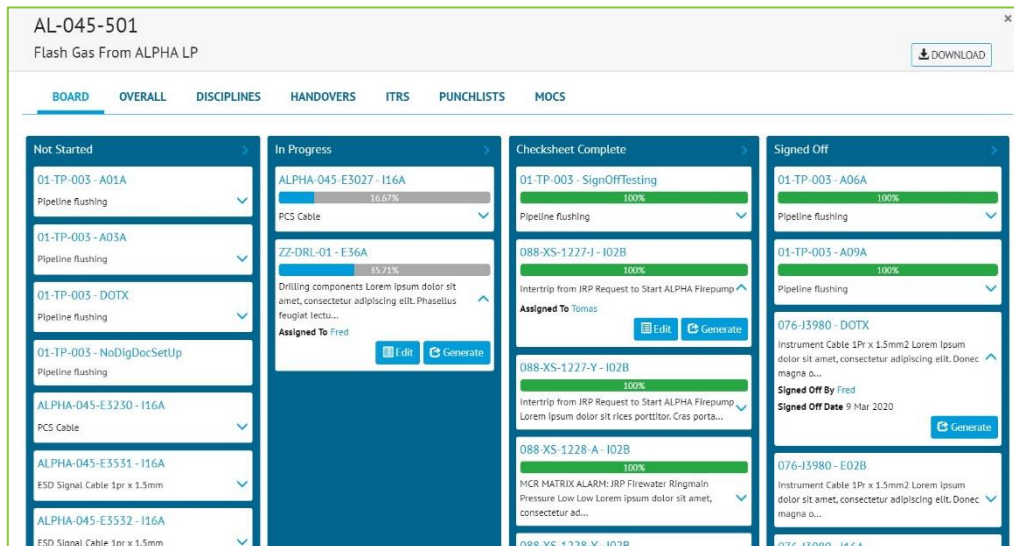 AL-045-501
×
Flash Gas From ALPHA LP
DOWNLOAD
BOARD OVERALL DISCIPLINES HANDOVERS ITRS PUNCHLISTS MOCS
Not Started
01-TP-003 - A01A
Pipeline flushing
01-TP-003 - A03A
Pipeline flushing
01-TP-003 - DOTX
Pipeline flushing
01-TP-003 - NoDigDocSetUp
Pipeline flushing
ALPHA-045-E3230 - I16A
PCS Cable
ALPHA-045-E3531 - I16A
ESD Signal Cable 1pr x 1.5mm
ALPHA-045-E3532 - I16A
ESD Signal Cable 1pr x 1.5mm
In Progress
ALPHA-045-E3027 - I16A
16.67%
PCS Cable
ZZ-DRL-01 - E36A
35.71%
Drilling components Lorem ipsum dolor sit
amet, consectetur adipiscing elit. Phasellus
feugiat lectu...
Assigned To Fred
Edit Generate
Checksheet Complete
01-TP-003 - SignOffTesting
100%
Pipeline flushing
088-XS-1227-J - I02B
100%
Intertrip from JRP Request to Start ALPHA Firepump
Assigned To Tomas
Edit Generate
088-XS-1227-Y - I02B
100%
Intertrip from JRP Request to Start ALPHA Firepump
Lorem ipsum dolor sit rices porttitor. Cras porta...
088-XS-1228-A - I02B
100%
MCR MATRIX ALARM: JRP Firewater Ringmain
Pressure Low Low Lorem ipsum dolor sit amet,
consectetur ad...
088-XS-1228-Y - I02B
Signed Off
01-TP-003 - A06A
100%
Pipeline flushing
01-TP-003 - A09A
100%
Pipeline flushing
076-J3980 - DOTX
Instrument Cable 1Pr x 1.5mm2 Lorem ipsum
dolor sit amet, consectetur adipiscing elit. Donec
magna o...
Signed Off By Fred
Signed Off Date 9 Mar 2020
Generate
076-J3980 - E02B
Instrument Cable 1Pr x 1.5mm2 Lorem ipsum
dolor sit amet, consectetur adipiscing elit. Donec
magna o...
076-J3980 - I16A